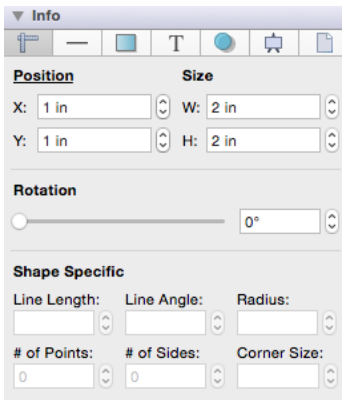 Info
T
Position Size
X: 1 in W: 2 in
Y: 1 in H: 2 in
Rotation
0°
Shape Specific
Line Length: Line Angle: Radius:
# of Points: # of Sides: Corner Size:
0 0